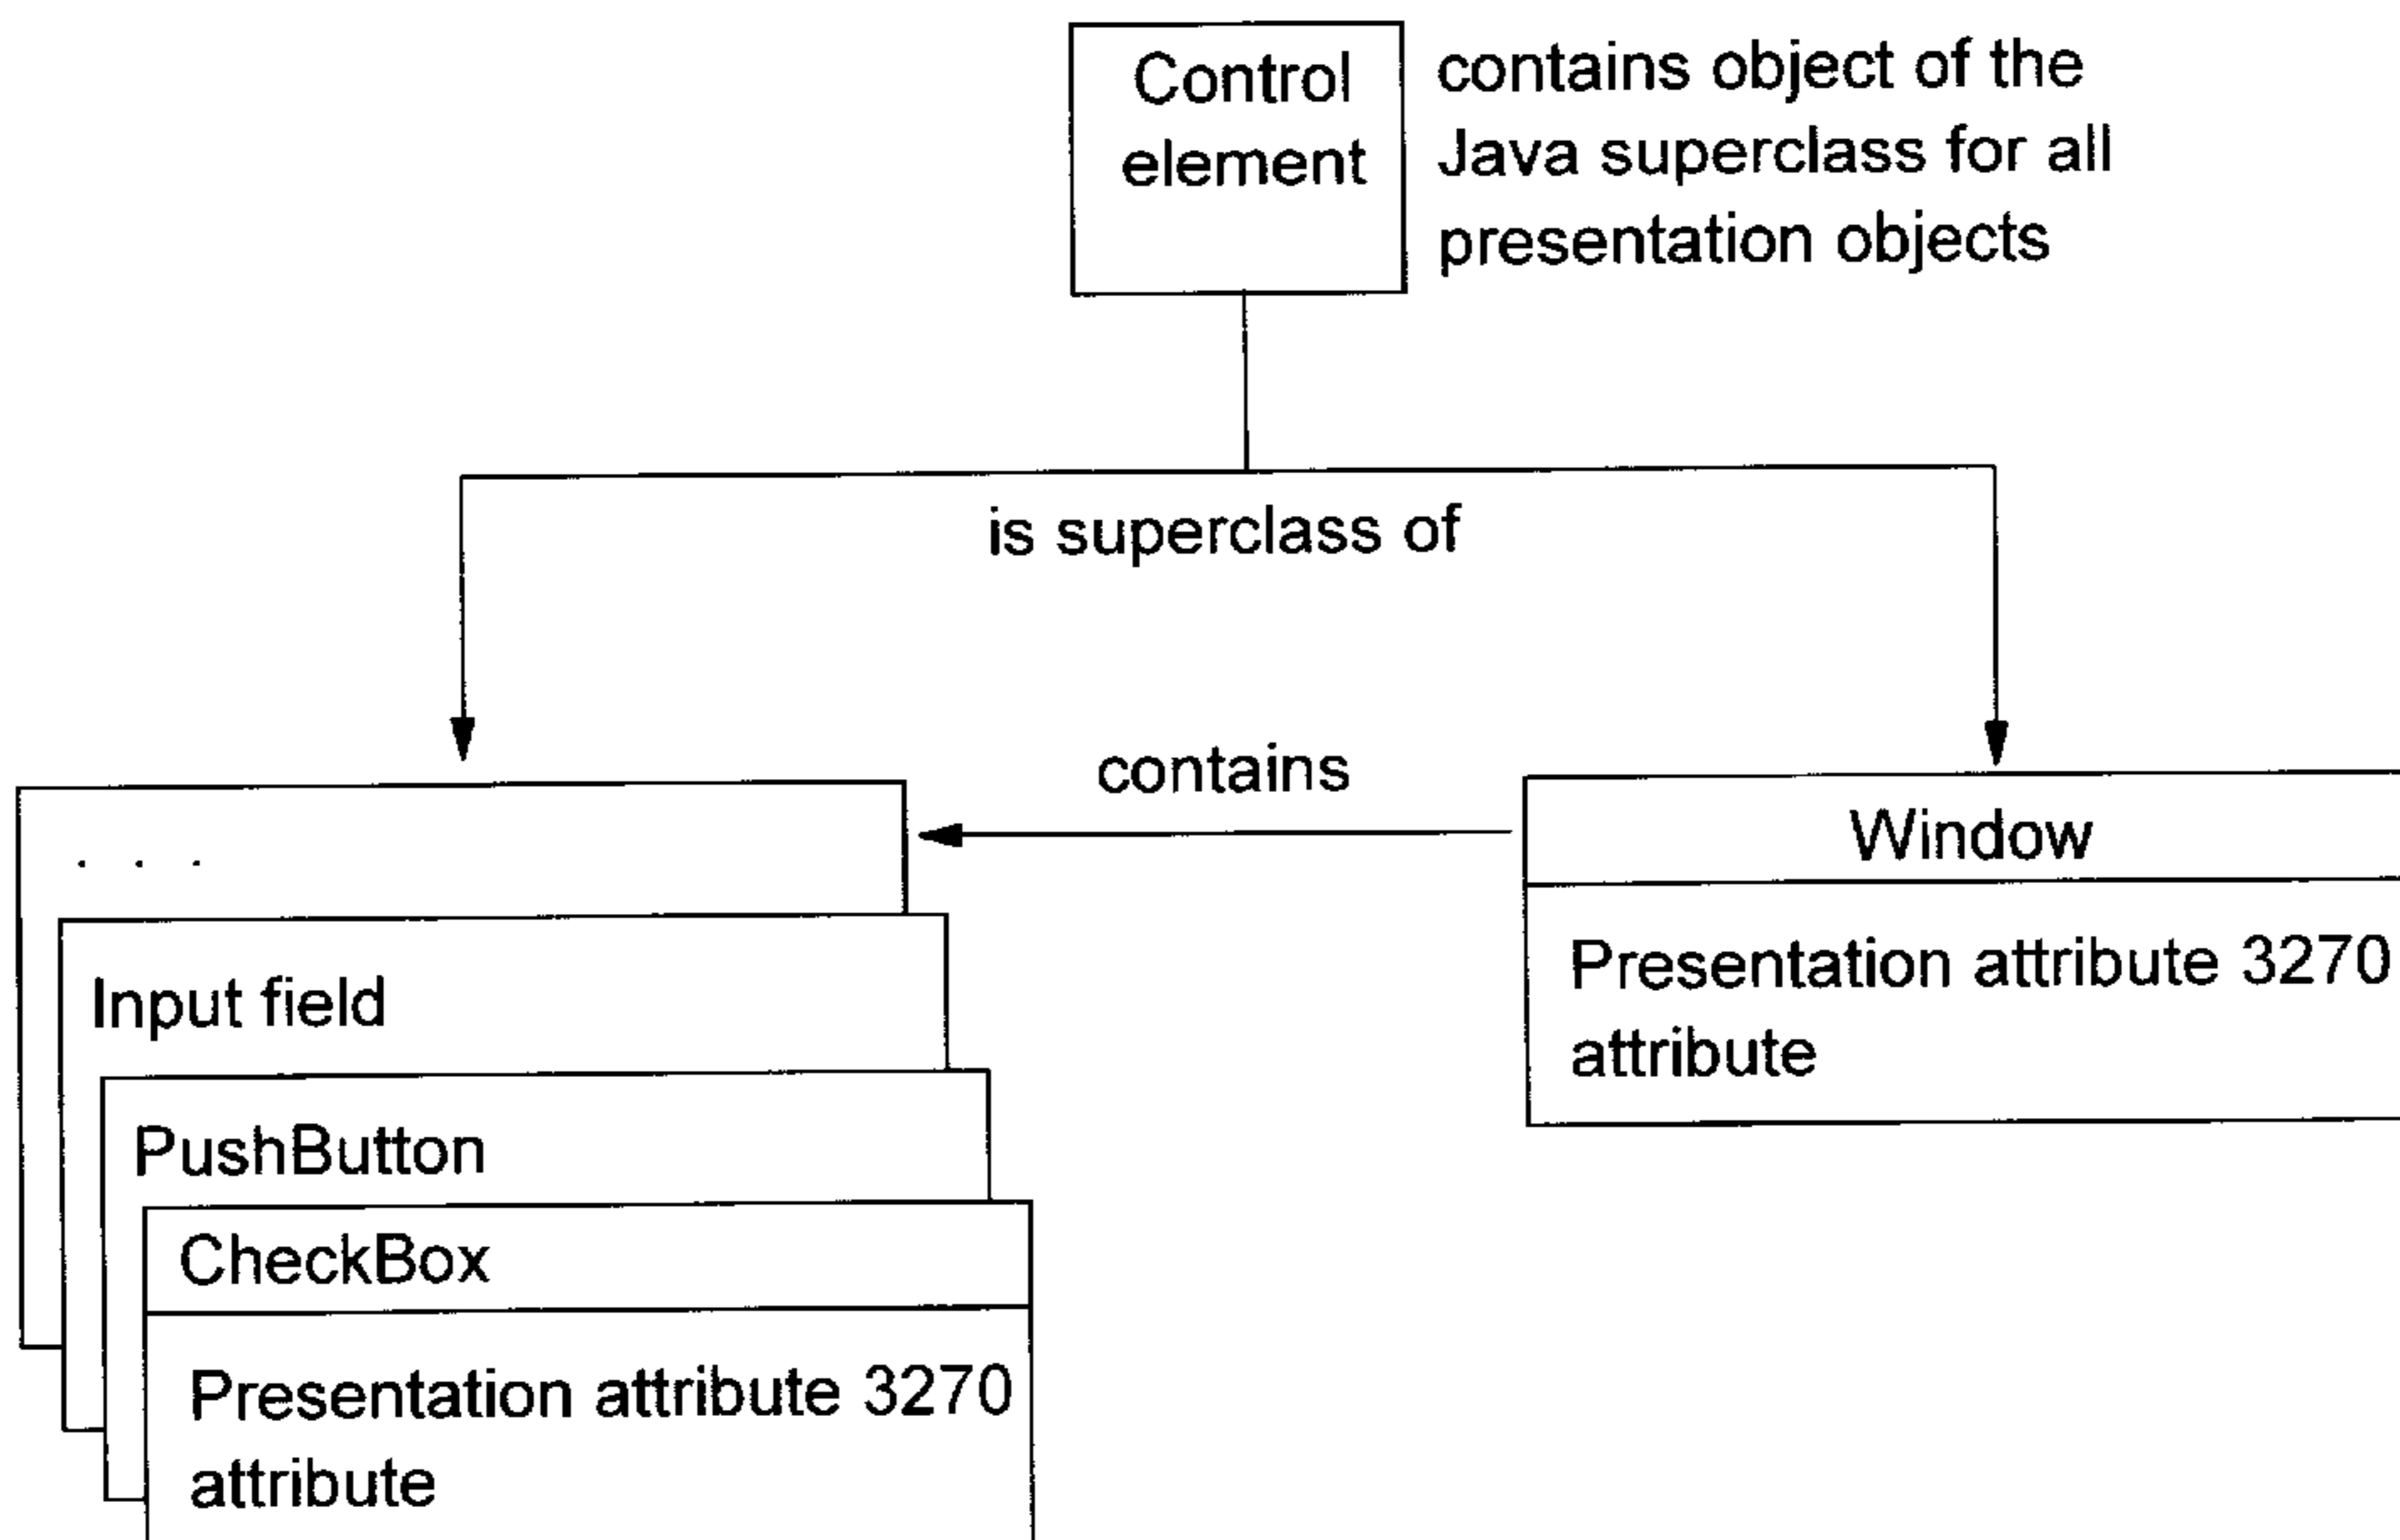 Control
element
contains object of the
Java superclass for all
presentation objects
is superclass of
contains
Window
Presentation attribute 3270
attribute
. . .
Input field
PushButton
CheckBox
Presentation attribute 3270
attribute